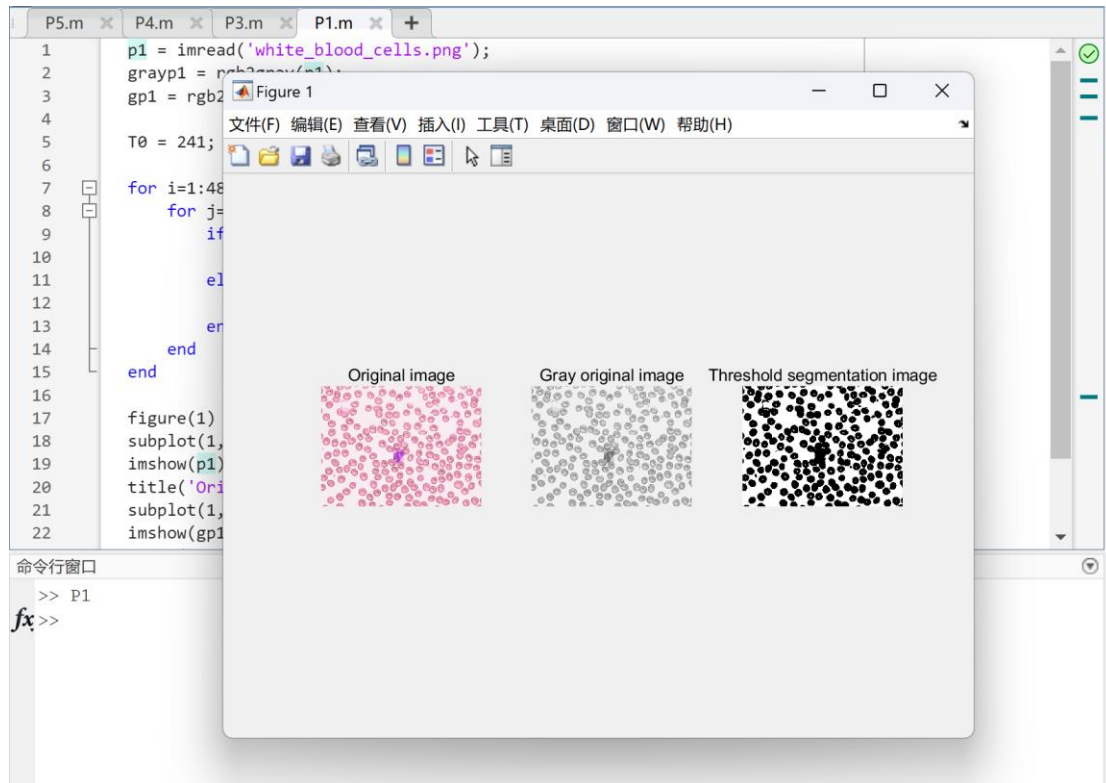 P5.m P4.m P3.m P1.m
1 p1 = imread('white_blood_cells.png');
2 grayp1 = rgb2gray(p1);
3 gp1 = rgb2
4
5 T0 = 241;
6
7 for i=1:48
8 for j=
9 if
10
11 el
12
13 en
14 end
15 end
16
17 figure(1)
18 subplot(1,
19 imshow(p1)
20 title('Ori
21 subplot(1,
22 imshow(gp1
Figure 1
文件(F) 编辑(E) 查看(V) 插入(I) 工具(T) 桌面(D) 窗口(W) 帮助(H)
Original image Gray original image Threshold segmentation image
命令行窗口
>> P1
fx >>